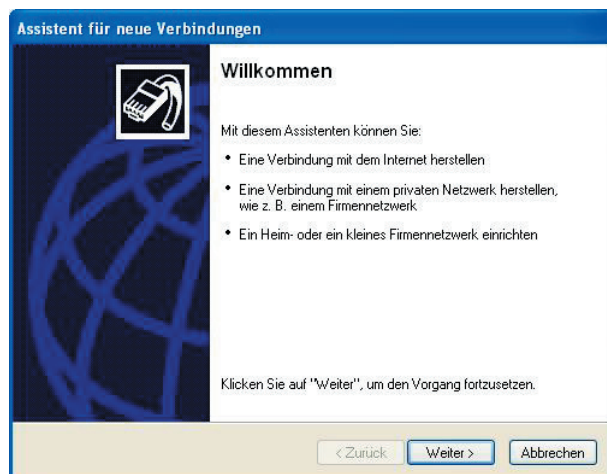 Assistent für neue Verbindungen
Willkommen
Mit diesem Assistenten können Sie:
• Eine Verbindung mit dem Internet herstellen
• Eine Verbindung mit einem privaten Netzwerk herstellen,
wie z. B. einem Firmennetzwerk
• Ein Heim- oder ein kleines Firmennetzwerk einrichten
Klicken Sie auf "Weiter", um den Vorgang fortzusetzen.
< Zurück Weiter > Abbrechen